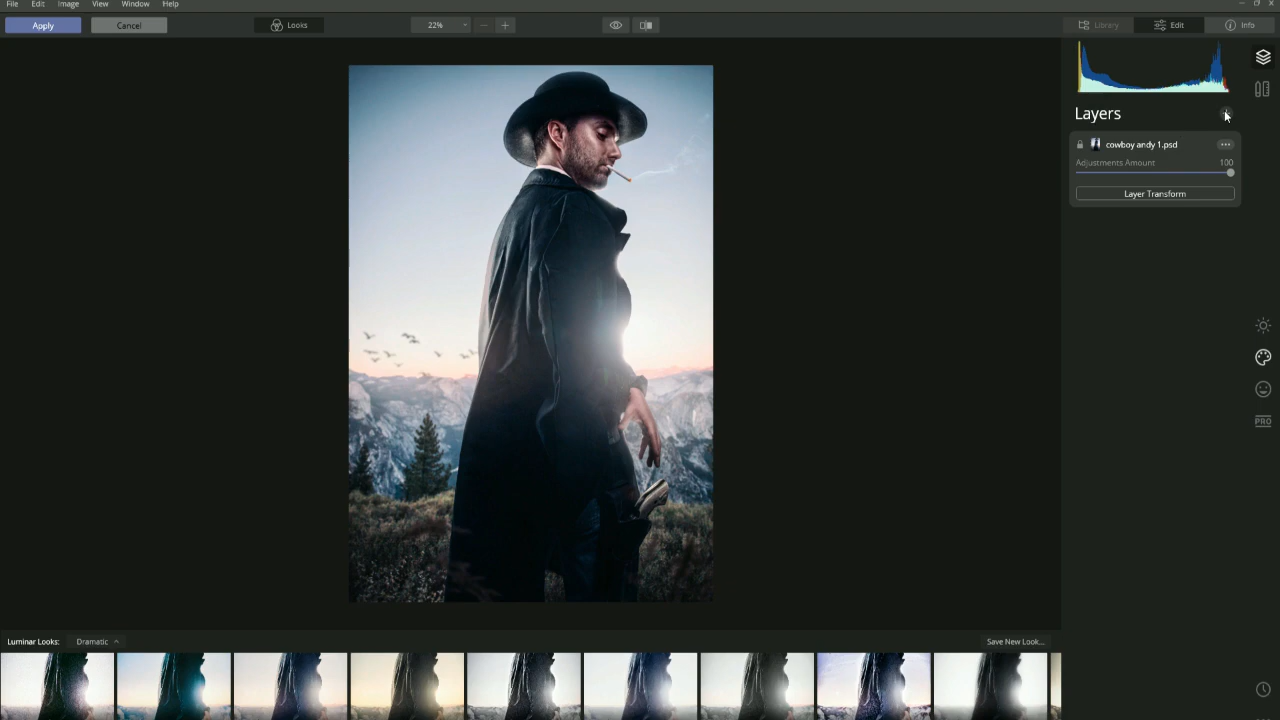 File Edit Image View Window Help
Apply Cancel Looks 22% Library Edit Info
Layers
cowboy andy 1.psd
Adjustments Amount 100
Layer Transform
PRO
Luminar Looks: Dramatic Save New Look...